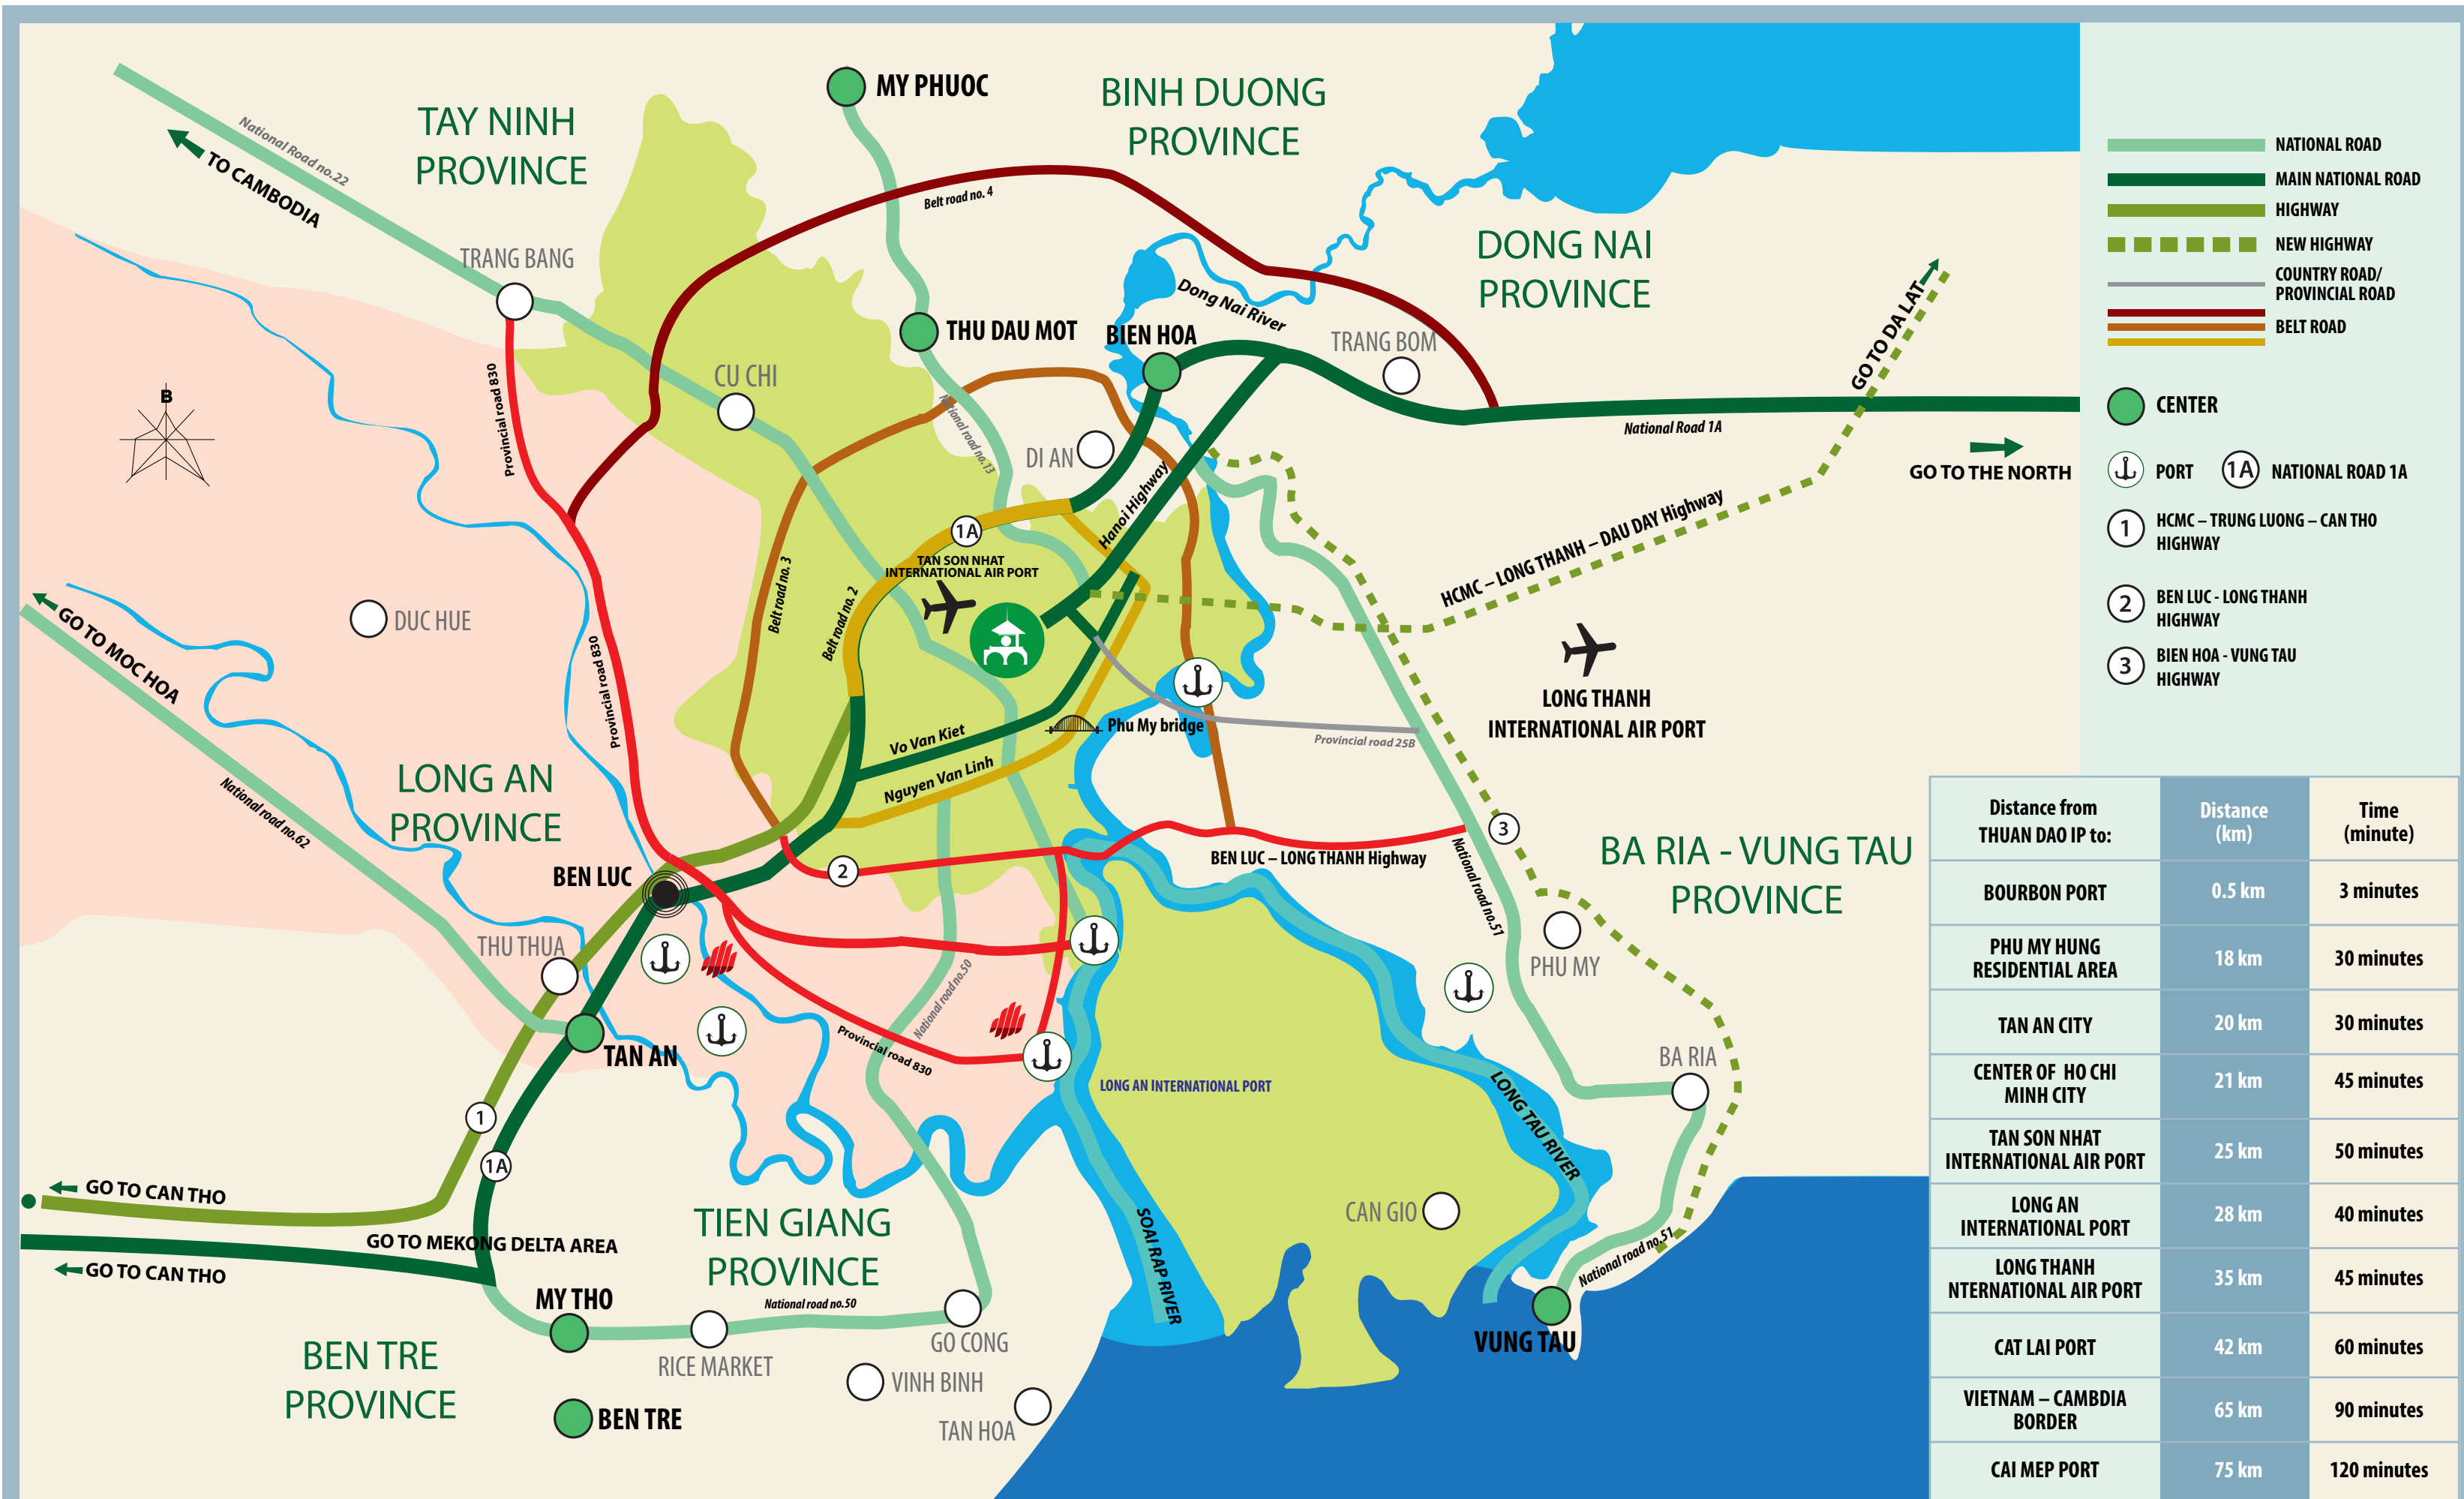 MY PHUOC
BINH DUONG
PROVINCE
TAY NINH
PROVINCE
National Road no.22
TO CAMBODIA
Belt road no. 4
TRANG BANG
DONG NAI
PROVINCE
Dong Nai River
THU DAU MOT
BIEN HOA
TRANG BOM
GO TO DA LAT
CU CHI
B
Provincial road 830
National road no.13
DI AN
National Road 1A
GO TO THE NORTH
Hanoi Highway
1A
TAN SON NHAT
INTERNATIONAL AIR PORT
HCMC – LONG THANH – DAU DAY Highway
Belt road no. 3
Belt road no. 2
DUC HUE
GO TO MOC HOA
Provincial road 830
LONG THANH
INTERNATIONAL AIR PORT
Phu My bridge
Provincial road 25B
Vo Van Kiet
Nguyen Van Linh
LONG AN
PROVINCE
National road no.62
BEN LUC
2
BEN LUC – LONG THANH Highway
3
BA RIA - VUNG TAU
PROVINCE
National road no.51
THU THUA
PHU MY
National road no.50
TAN AN
Provincial road 830
LONG AN INTERNATIONAL PORT
BA RIA
LONG TAU RIVER
1
1A
GO TO CAN THO
GO TO MEKONG DELTA AREA
GO TO CAN THO
TIEN GIANG
PROVINCE
SOAI RAP RIVER
CAN GIO
National road no.51
MY THO
National road no.50
RICE MARKET
GO CONG
VUNG TAU
BEN TRE
PROVINCE
VINH BINH
BEN TRE
TAN HOA
NATIONAL ROAD
MAIN NATIONAL ROAD
HIGHWAY
NEW HIGHWAY
COUNTRY ROAD/
PROVINCIAL ROAD
BELT ROAD
CENTER
PORT 1A NATIONAL ROAD 1A
1 HCMC – TRUNG LUONG – CAN THO
HIGHWAY
2 BEN LUC - LONG THANH
HIGHWAY
3 BIEN HOA - VUNG TAU
HIGHWAY
Distance from
THUAN DAO IP to:
Distance
(km)
Time
(minute)
BOURBON PORT 0.5 km 3 minutes
PHU MY HUNG
RESIDENTIAL AREA 18 km 30 minutes
TAN AN CITY 20 km 30 minutes
CENTER OF HO CHI
MINH CITY 21 km 45 minutes
TAN SON NHAT
INTERNATIONAL AIR PORT 25 km 50 minutes
LONG AN
INTERNATIONAL PORT 28 km 40 minutes
LONG THANH
NTERNATIONAL AIR PORT 35 km 45 minutes
CAT LAI PORT 42 km 60 minutes
VIETNAM – CAMBDIA
BORDER 65 km 90 minutes
CAI MEP PORT 75 km 120 minutes